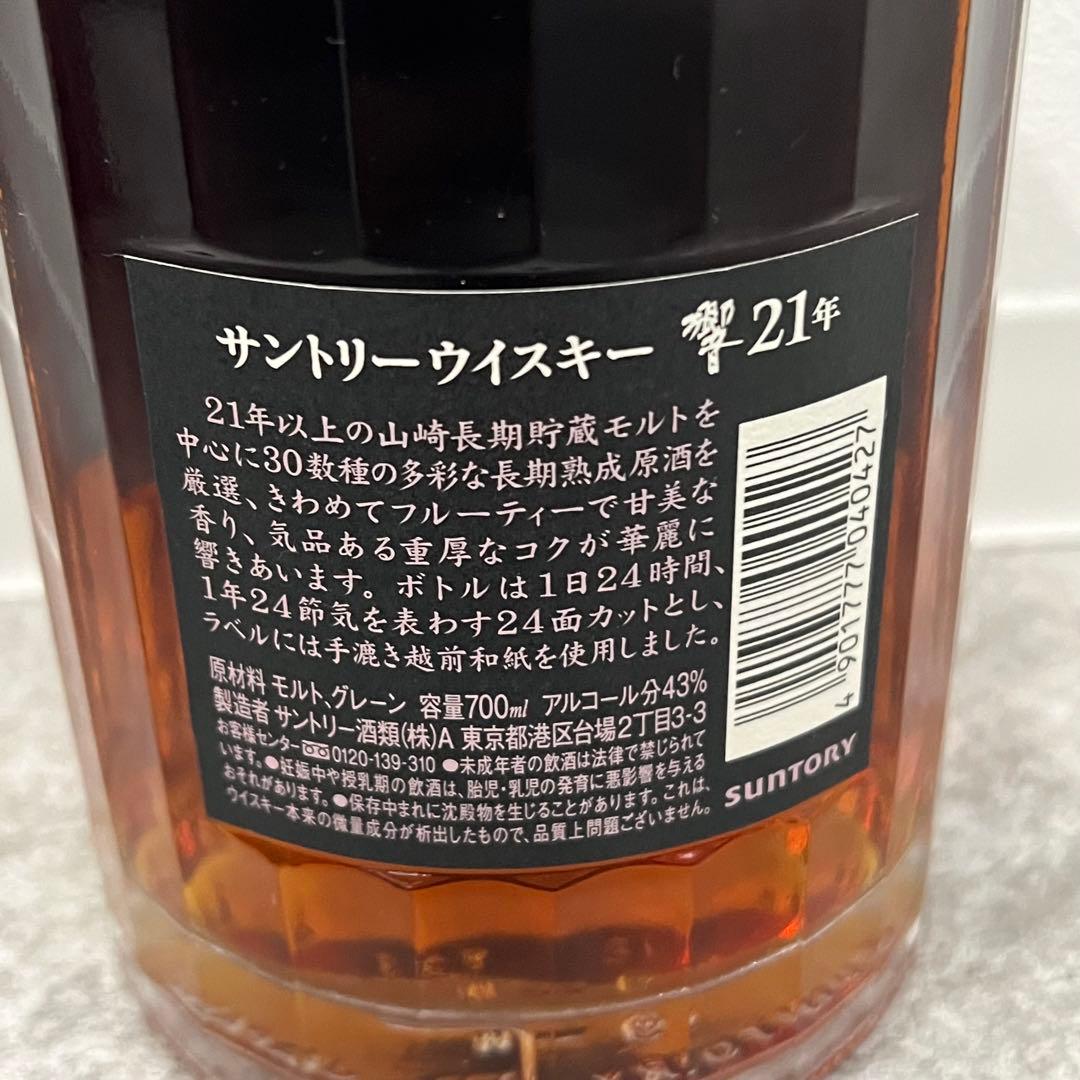 サントリーウイスキー 響21年
21年以上の山崎長期貯蔵モルトを
中心に30数種の多彩な長期熟成原酒を
厳選、きわめてフルーティーで甘美な
香り、気品ある重厚なコクが華麗に
響きあいます。ボトルは1日24時間、
1年24節気を表わす24面カットとし、
ラベルには手漉き越前和紙を使用しました。
原材料 モルト、グレーン 容量700ml アルコール分43%
製造者 サントリー酒類(株)A 東京都港区台場2丁目3-3
お客様センター 0120-139-310 ●未成年者の飲酒は法律で禁じられて
います。●妊娠中や授乳期の飲酒は、胎児・乳児の発育に悪影響を与える
おそれがあります。●保存中まれに沈殿物を生じることがあります。これは、
ウイスキー本来の微量成分が析出したもので、品質上問題ございません。
4 901777 040427
SUNTORY